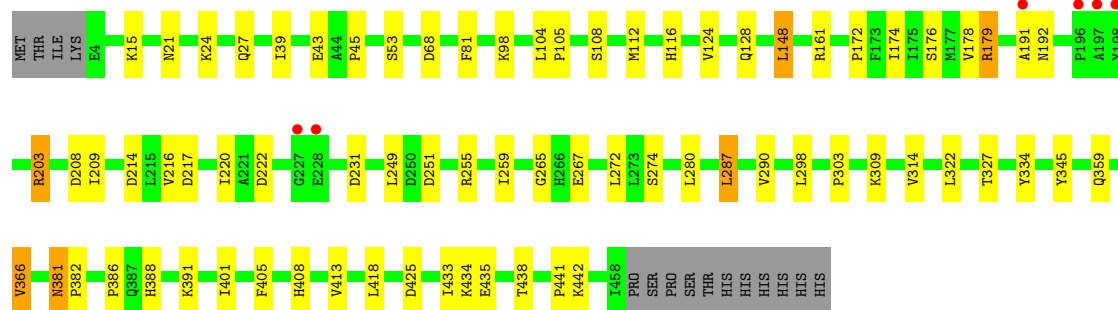 MET THR ILE LYS E4 K15 N21 K24 Q27 I39 E43 A44 P45 S53 D68 F81 K98 L104 P105 S108 M112 H116 V124 Q128 L148 R161 P172 F173 I174 I175 S176 M177 V178 R179 A191 N192 P196 A197 Y198
R203 D208 I209 D214 L215 V216 D217 I220 A221 D222 G227 E228 D231 L249 D250 D251 R255 I259 G265 H266 E267 L272 L273 S274 L280 L287 V290 L298 P303 K309 V314 L322 T327 Y334 Y345 Q359
V366 N381 P382 P386 Q387 H388 K391 I401 F405 H408 V413 L418 D425 I433 K434 E435 T438 P441 K442 I458 PRO SER PRO SER THR HIS HIS HIS HIS HIS HIS